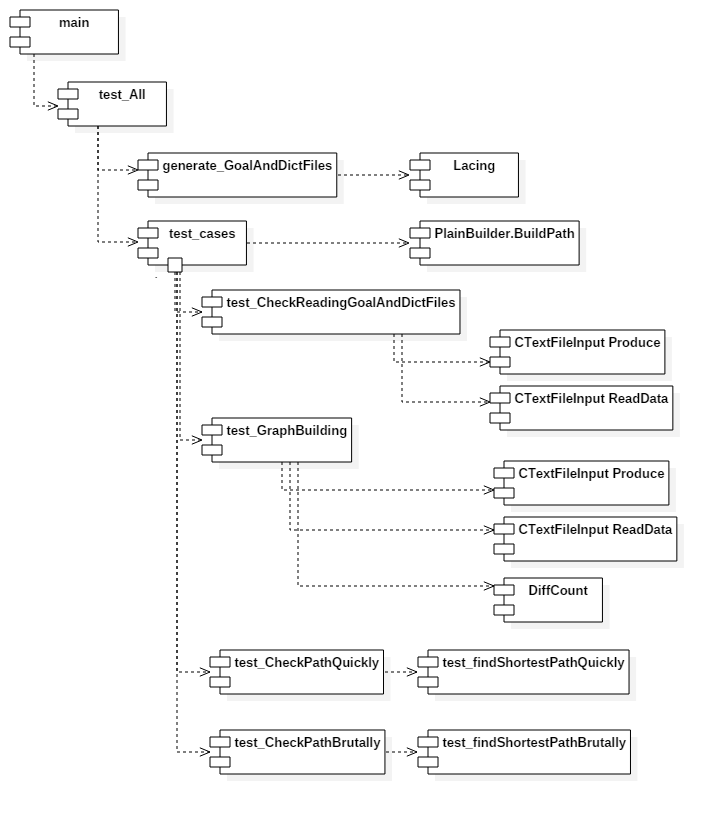 main
test_All
generate_GoalAndDictFiles
Lacing
test_cases
PlainBuilder.BuildPath
test_CheckReadingGoalAndDictFiles
CTextFileInput Produce
CTextFileInput ReadData
test_GraphBuilding
CTextFileInput Produce
CTextFileInput ReadData
DiffCount
test_CheckPathQuickly
test_findShortestPathQuickly
test_CheckPathBrutally
test_findShortestPathBrutally